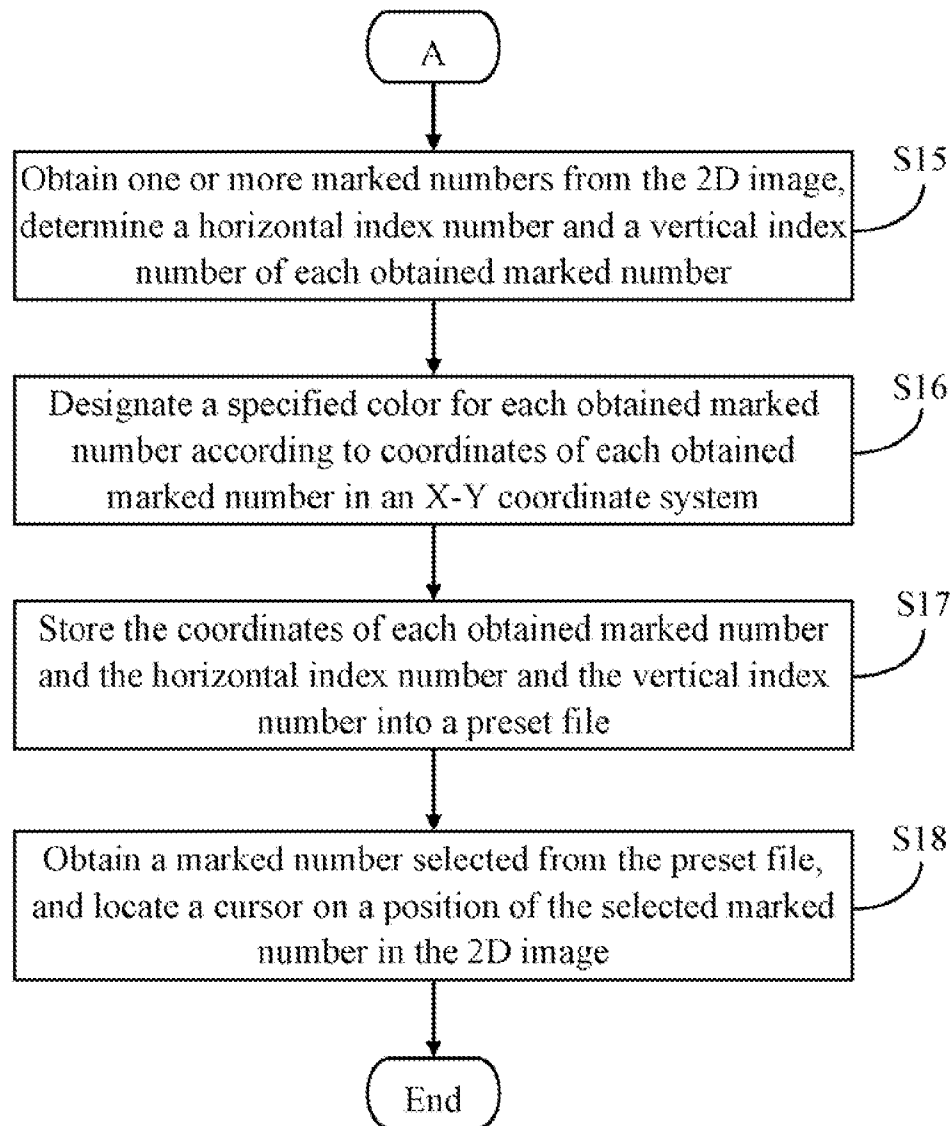 A
Obtain one or more marked numbers from the 2D image,
determine a horizontal index number and a vertical index
number of each obtained marked number
S15
Designate a specified color for each obtained marked
number according to coordinates of each obtained
marked number in an X-Y coordinate system
S16
Store the coordinates of each obtained marked number
and the horizontal index number and the vertical index
number into a preset file
S17
Obtain a marked number selected from the preset file,
and locate a cursor on a position of the selected marked
number in the 2D image
S18
End